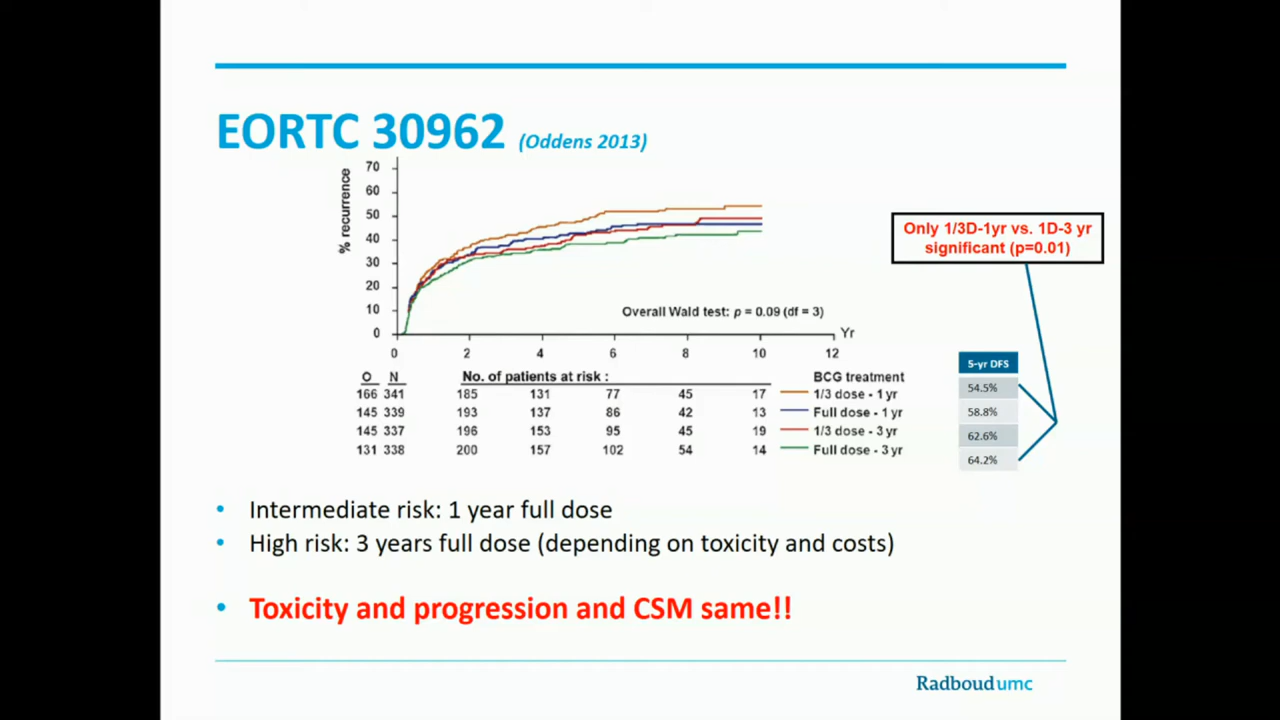 EORTC 30962 (Oddens 2013)
% recurrence
70
60
50
40
30
20
10
0
Overall Wald test: p = 0.09 (df = 3)
Yr
0 2 4 6 8 10 12
O N No. of patients at risk : BCG treatment
166 341 185 131 77 45 17 1/3 dose - 1 yr
145 339 193 137 86 42 13 Full dose - 1 yr
145 337 196 153 95 45 19 1/3 dose - 3 yr
131 338 200 157 102 54 14 Full dose - 3 yr
Only 1/3D-1yr vs. 1D-3 yr
significant (p=0.01)
5-yr DFS
54.5%
58.8%
62.6%
64.2%
• Intermediate risk: 1 year full dose
• High risk: 3 years full dose (depending on toxicity and costs)
• Toxicity and progression and CSM same!!
Radboudumc